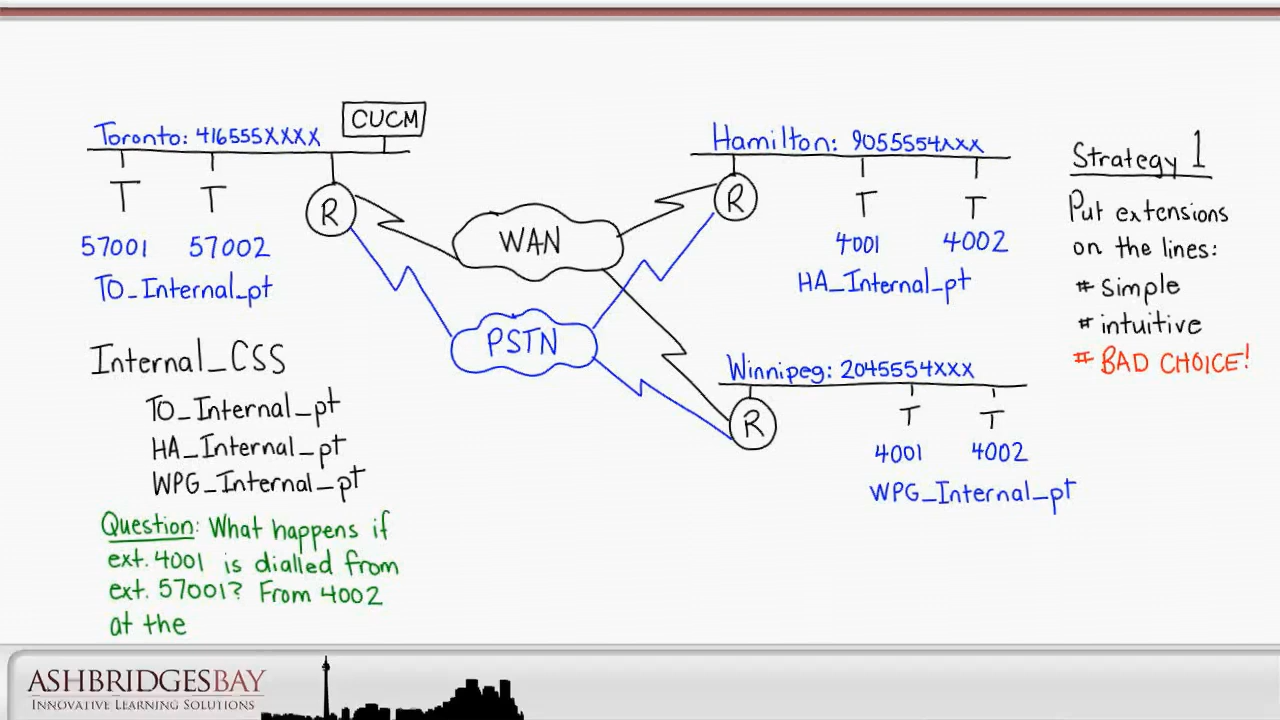 CUCM
Toronto: 416555XXXX
T T
57001 57002
TO_Internal_pt
R
WAN
PSTN
Hamilton: 9055554XXX
R
T T
4001 4002
HA_Internal_pt
Winnipeg: 2045554XXX
R
T T
4001 4002
WPG_Internal_pt
Strategy 1
Put extensions
on the lines:
* simple
* intuitive
* BAD CHOICE!
Internal_CSS
TO_Internal_pt
HA_Internal_pt
WPG_Internal_pt
Question: What happens if
ext. 4001 is dialled from
ext. 57001? From 4002
at the
ASHBRIDGESBAY
INNOVATIVE LEARNING SOLUTIONS